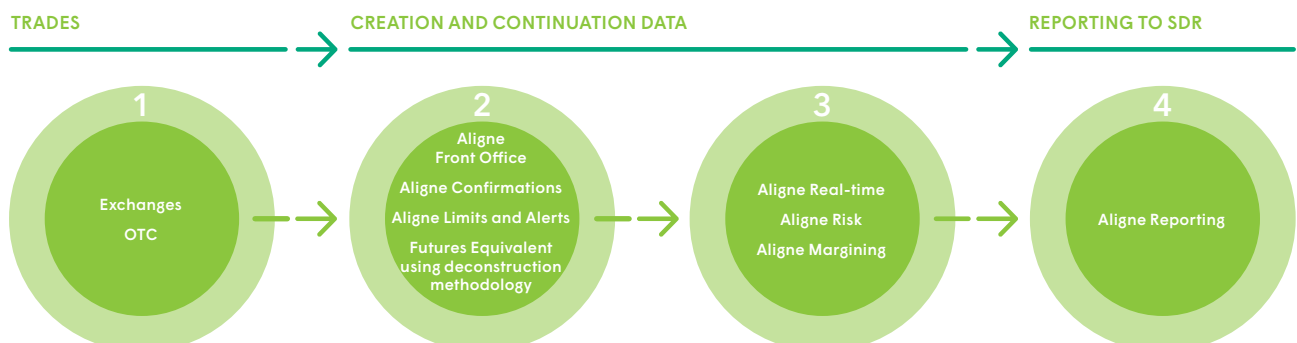 TRADES
CREATION AND CONTINUATION DATA
REPORTING TO SDR
1
Exchanges
OTC
2
Aligne
Front Office
Aligne Confirmations
Aligne Limits and Alerts
Futures Equivalent
using deconstruction
methodology
3
Aligne Real-time
Aligne Risk
Aligne Margining
4
Aligne Reporting